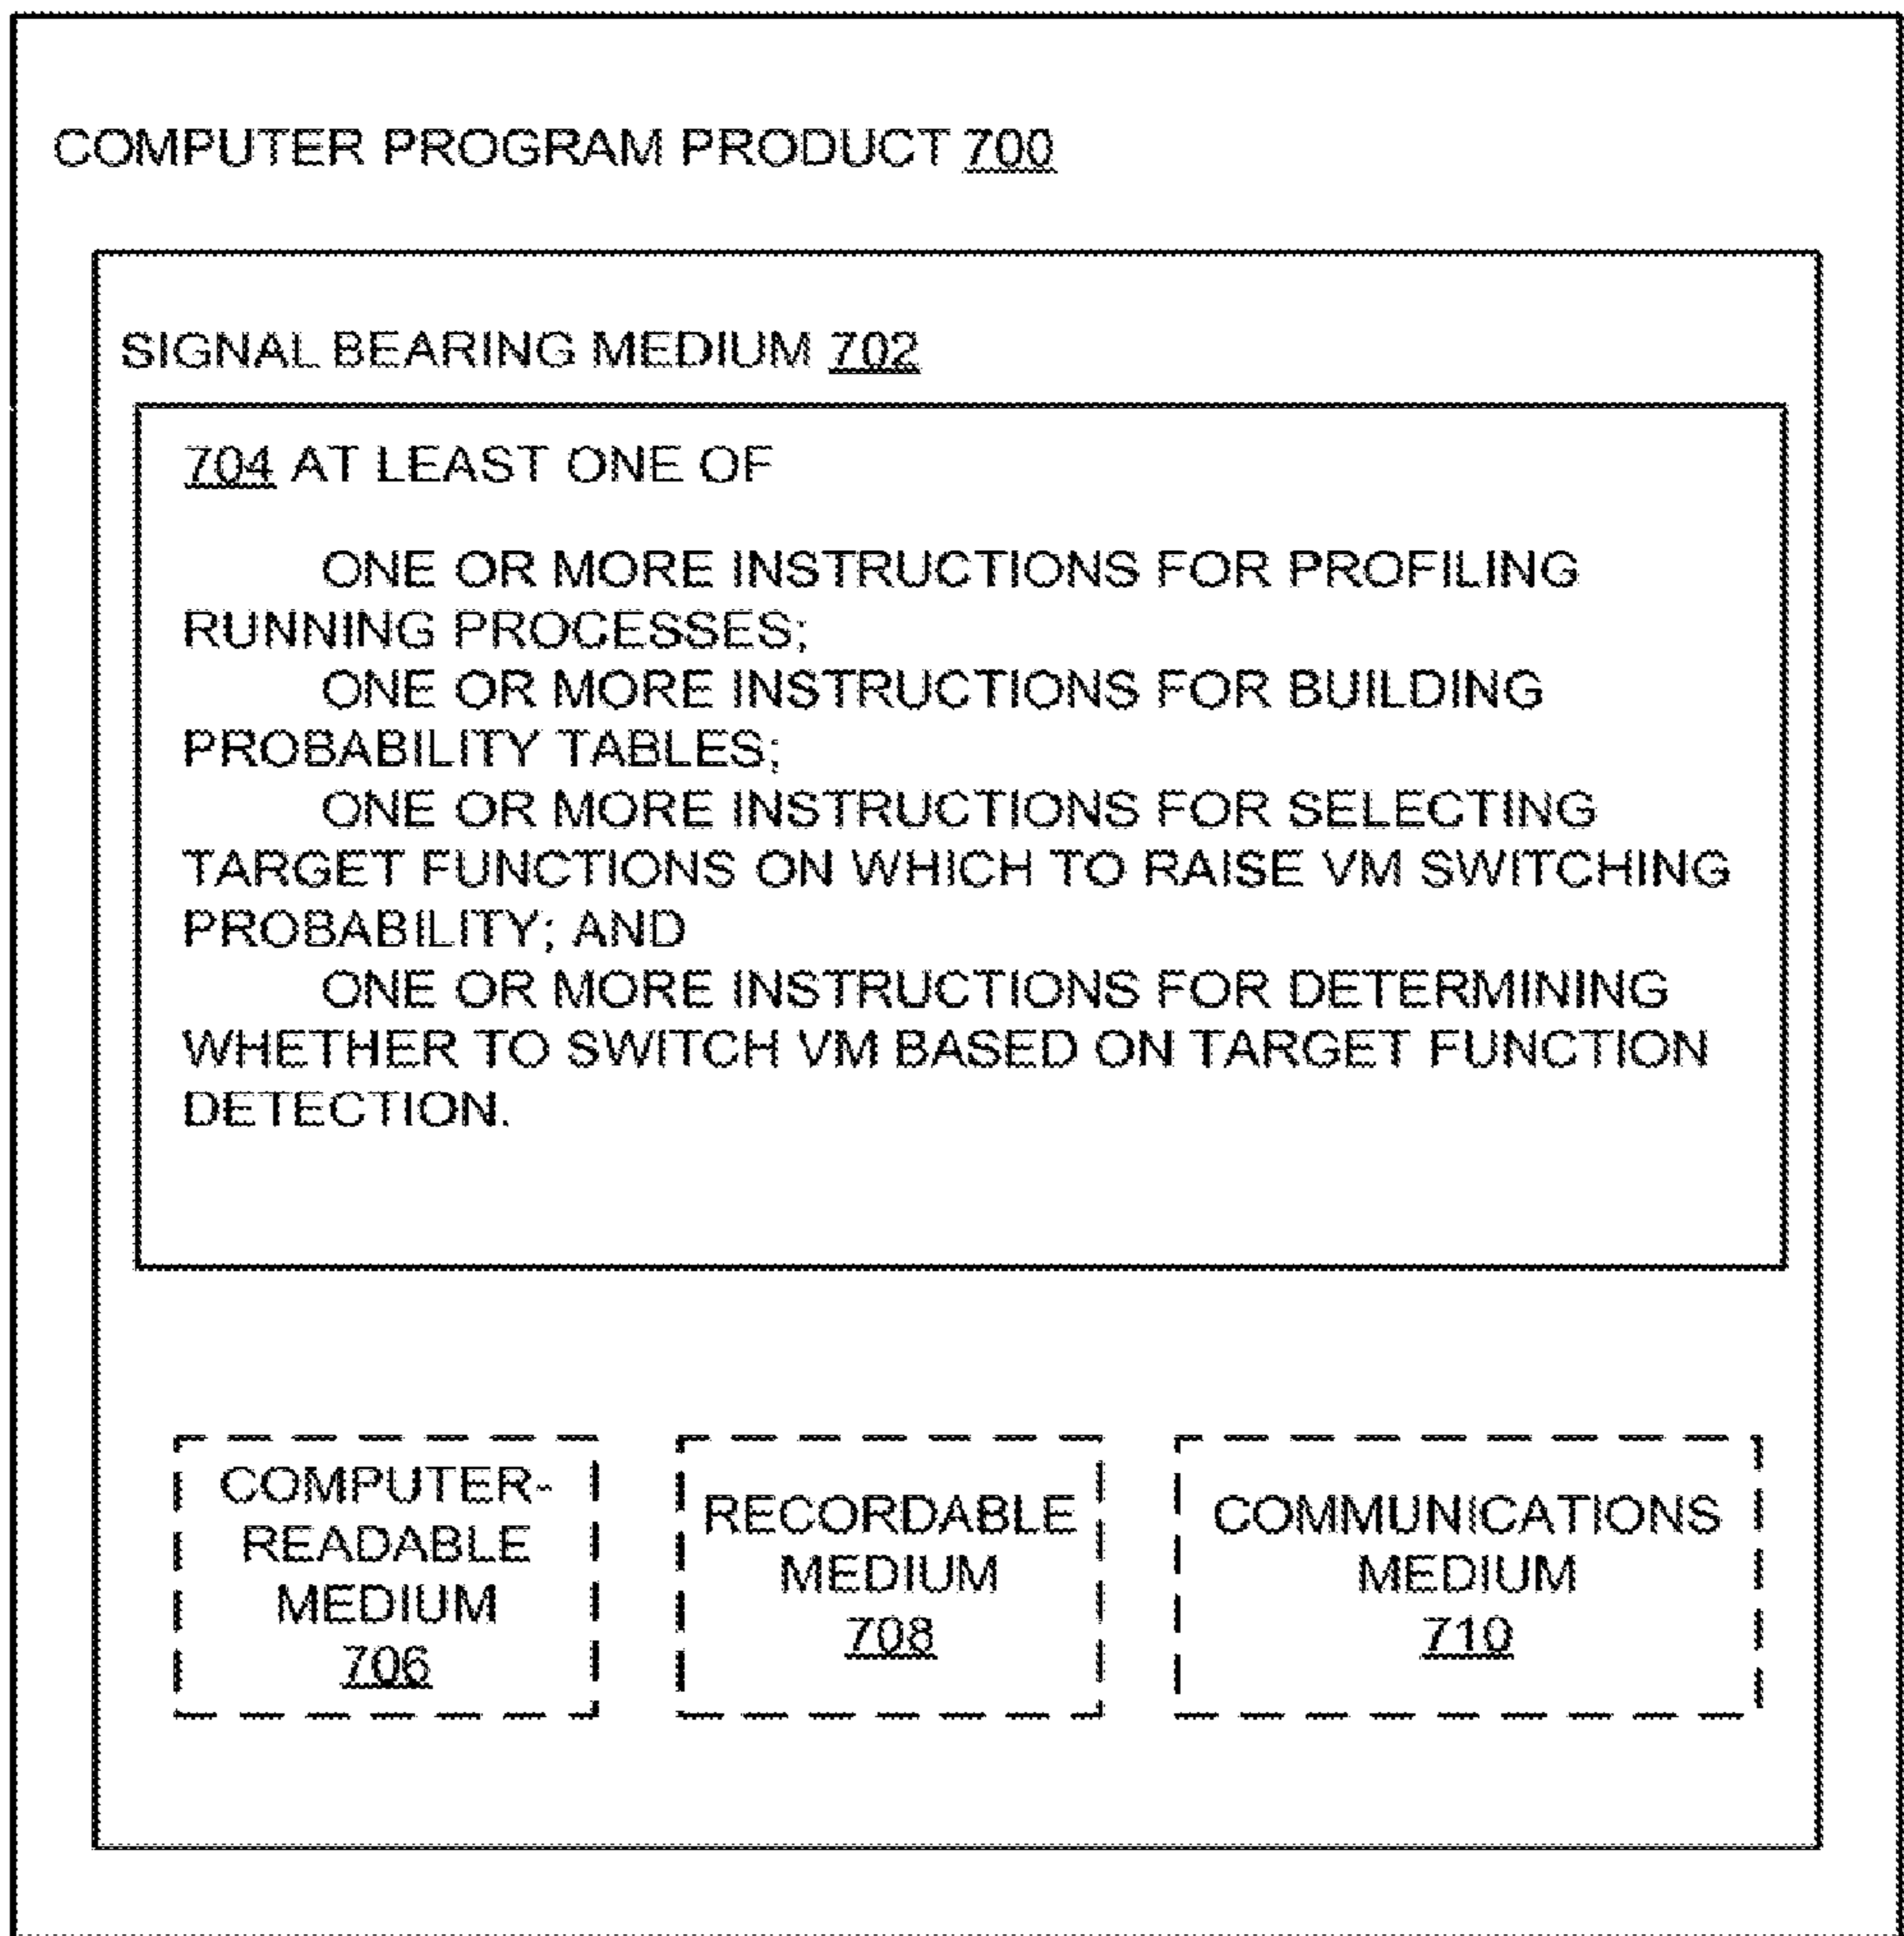 COMPUTER PROGRAM PRODUCT 700
SIGNAL BEARING MEDIUM 702
704 AT LEAST ONE OF
ONE OR MORE INSTRUCTIONS FOR PROFILING
RUNNING PROCESSES;
ONE OR MORE INSTRUCTIONS FOR BUILDING
PROBABILITY TABLES;
ONE OR MORE INSTRUCTIONS FOR SELECTING
TARGET FUNCTIONS ON WHICH TO RAISE VM SWITCHING
PROBABILITY; AND
ONE OR MORE INSTRUCTIONS FOR DETERMINING
WHETHER TO SWITCH VM BASED ON TARGET FUNCTION
DETECTION.
COMPUTER-
READABLE
MEDIUM
706
RECORDABLE
MEDIUM
708
COMMUNICATIONS
MEDIUM
710